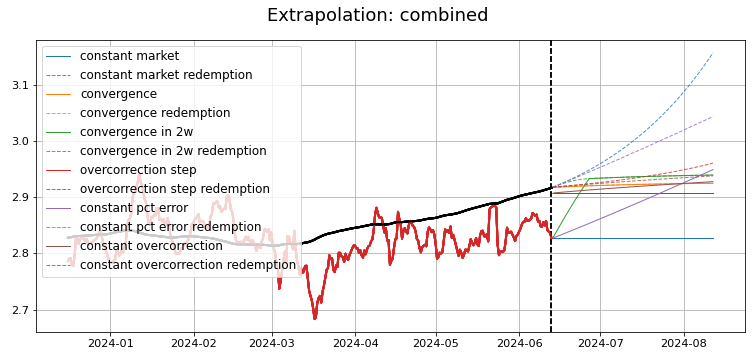 Extrapolation: combined
constant market
constant market redemption
convergence
convergence redemption
convergence in 2w
convergence in 2w redemption
overcorrection step
overcorrection step redemption
constant pct error
constant pct error redemption
constant overcorrection
constant overcorrection redemption
3.1
3.0
2.9
2.8
2.7
2024-01
2024-02
2024-03
2024-04
2024-05
2024-06
2024-07
2024-08